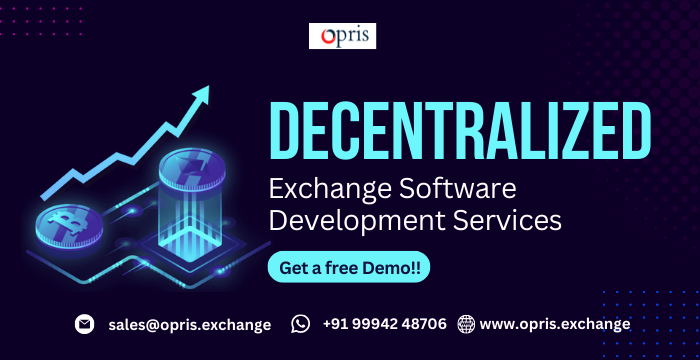 Opris
DECENTRALIZED
Exchange Software
Development Services
Get a free Demo!!
sales@opris.exchange
+91 99942 48706
www.opris.exchange